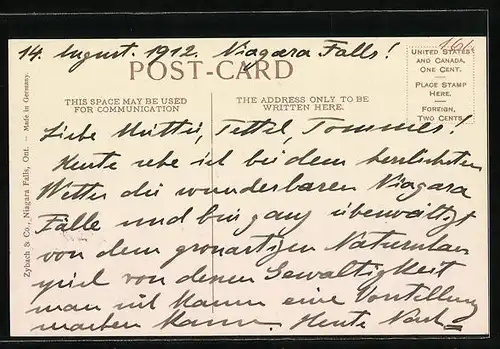 14. August. 1912. Niagara Falls!
161
POST-CARD
UNITED STATES
AND CANADA,
ONE CENT.
PLACE STAMP
HERE.
FOREIGN,
TWO CENTS
THIS SPACE MAY BE USED
FOR COMMUNICATION
THE ADDRESS ONLY TO BE
WRITTEN HERE.
Zybach & Co., Niagara Falls, Ont. — Made in Germany.
Liebe Mutti, Tettel, Tommes!
Heute sehe ich bei dem herrlichsten
Wetter die wunderbaren Niagara
Fälle und bin ganz überwältigt
von dem grossartigen Naturschau
spiel von dessen Gewaltigkeit
man sich kaum eine Vorstellung
machen kann. Heute Nach=